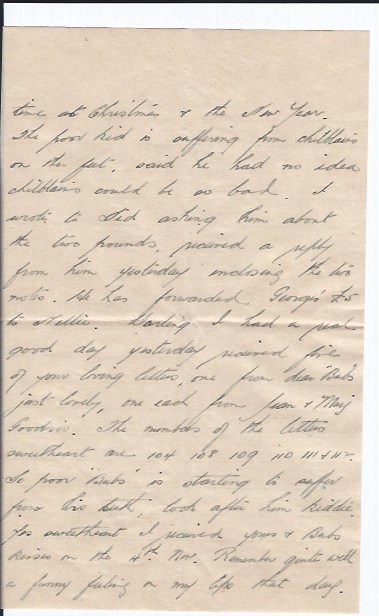 time at Christmas & the New Year.
The poor kid is suffering from chilblains
on the feet, said he had no idea
chilblains could be so bad. I
wrote to Sid asking him about
the two pounds, received a reply
from him yesterday enclosing the two
notes. He has forwarded George's £5
to Nellie. Darling I had a real
good day yesterday received five
of your loving letters, one from dear 'Bubs'
just lovely, one each from Jean & Marj
The numbers of the letters
sweetheart are 104 108 109 110 111 & 112.
So poor 'Bubs' is starting to suffer
from his teeth, look after him kiddie.
Yes sweetheart I received yours & Bubs
kisses on the 4th Nov. Remember quite well
a funny feeling on my lips that day.